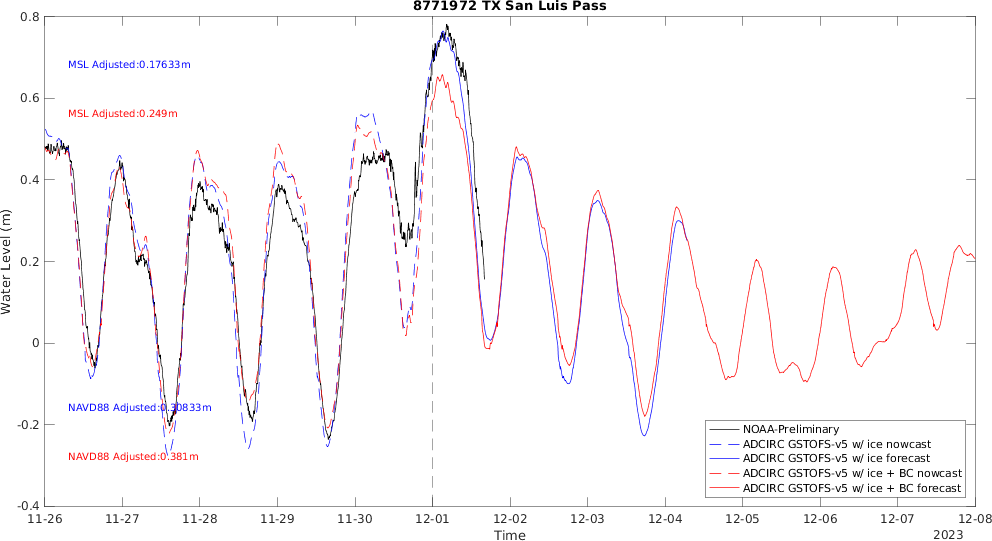 8771972 TX San Luis Pass
0.8
0.6
0.4
0.2
0
-0.2
-0.4
Water Level (m)
MSL Adjusted:0.17633m
MSL Adjusted:0.249m
NAVD88 Adjusted:0.30833m
NAVD88 Adjusted:0.381m
NOAA-Preliminary
ADCIRC GSTOFS-v5 w/ ice nowcast
ADCIRC GSTOFS-v5 w/ ice forecast
ADCIRC GSTOFS-v5 w/ ice + BC nowcast
ADCIRC GSTOFS-v5 w/ ice + BC forecast
11-26 11-27 11-28 11-29 11-30 12-01 12-02 12-03 12-04 12-05 12-06 12-07 12-08
Time
2023